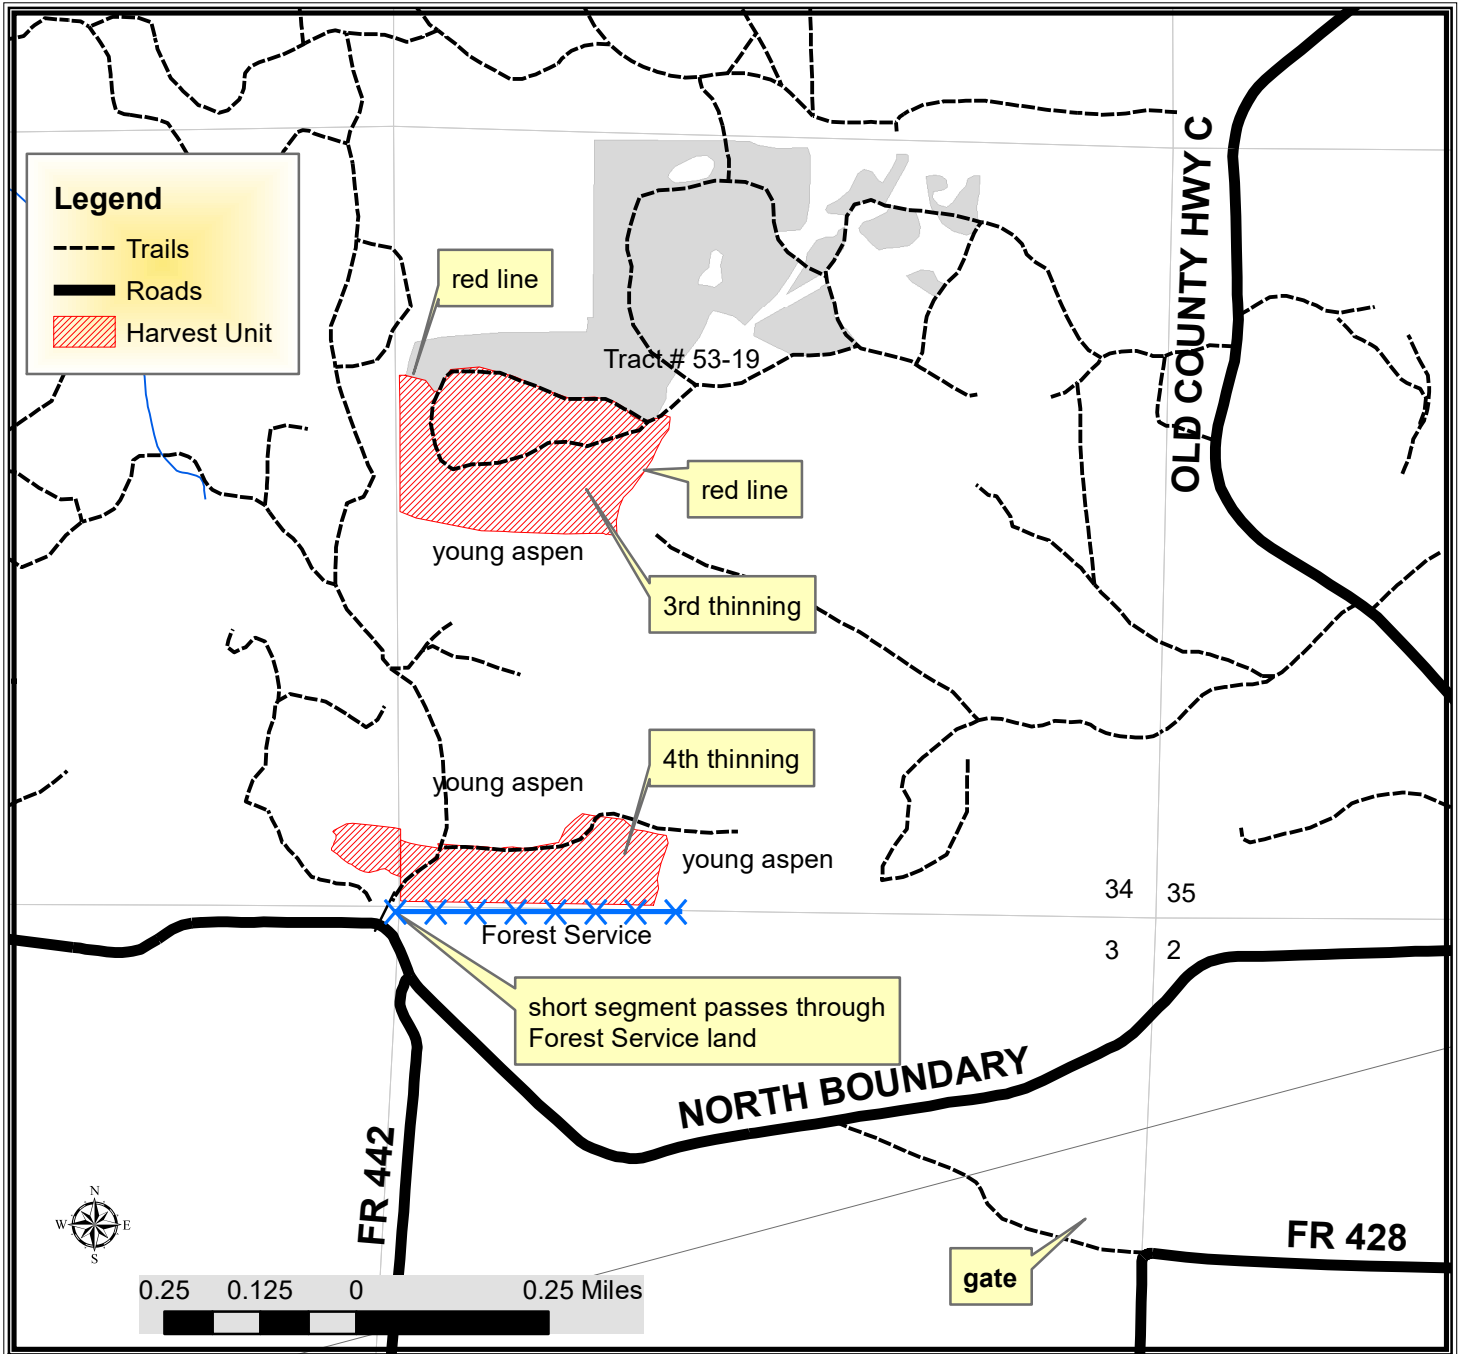 Legend
Trails
Roads
Harvest Unit
OLD COUNTY HWY C
red line
Tract # 53-19
red line
young aspen
3rd thinning
4th thinning
young aspen
young aspen
34 35
3 2
Forest Service
short segment passes through
Forest Service land
NORTH BOUNDARY
FR 442
FR 428
gate
N
W E
S
0.25 0.125 0 0.25 Miles